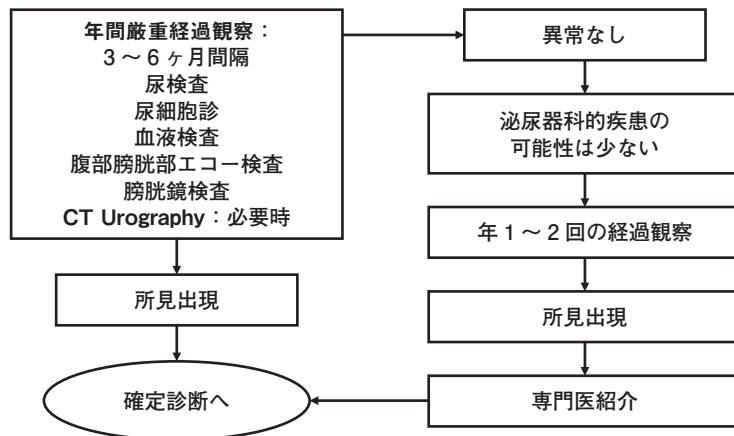 年間厳重経過観察：
3～6ヶ月間隔
尿検査
尿細胞診
血液検査
腹部膀胱部エコー検査
膀胱鏡検査
CT Urography：必要時
所見出現
確定診断へ
異常なし
泌尿器科的疾患の
可能性は少ない
年1～2回の経過観察
所見出現
専門医紹介